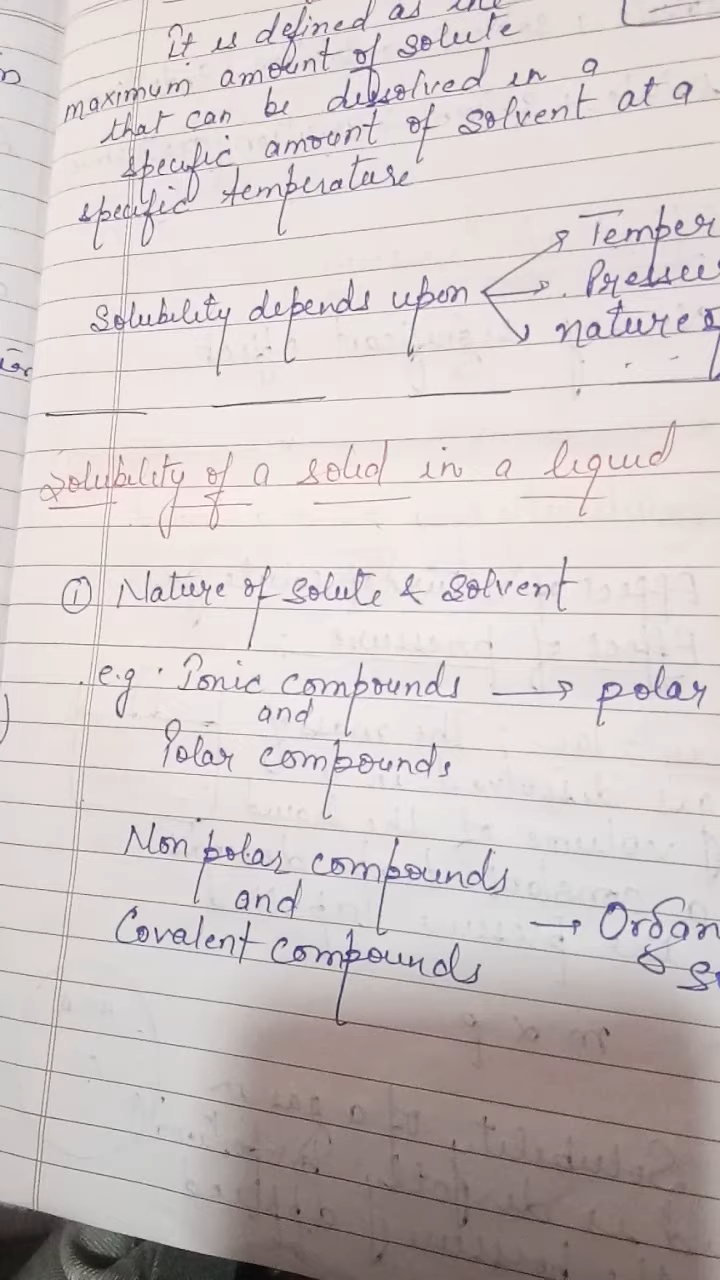 It is defined as the
maximum amount of solute
that can be dissolved in a
specific amount of solvent at a
specific temperature
Solubility depends upon
Temper
Pressu
nature
Solubility of a solid in a liquid
① Nature of solute & solvent
e.g. Ionic compounds → polar
and
Polar compounds
Non polar compounds
and → Organ
Covalent compounds